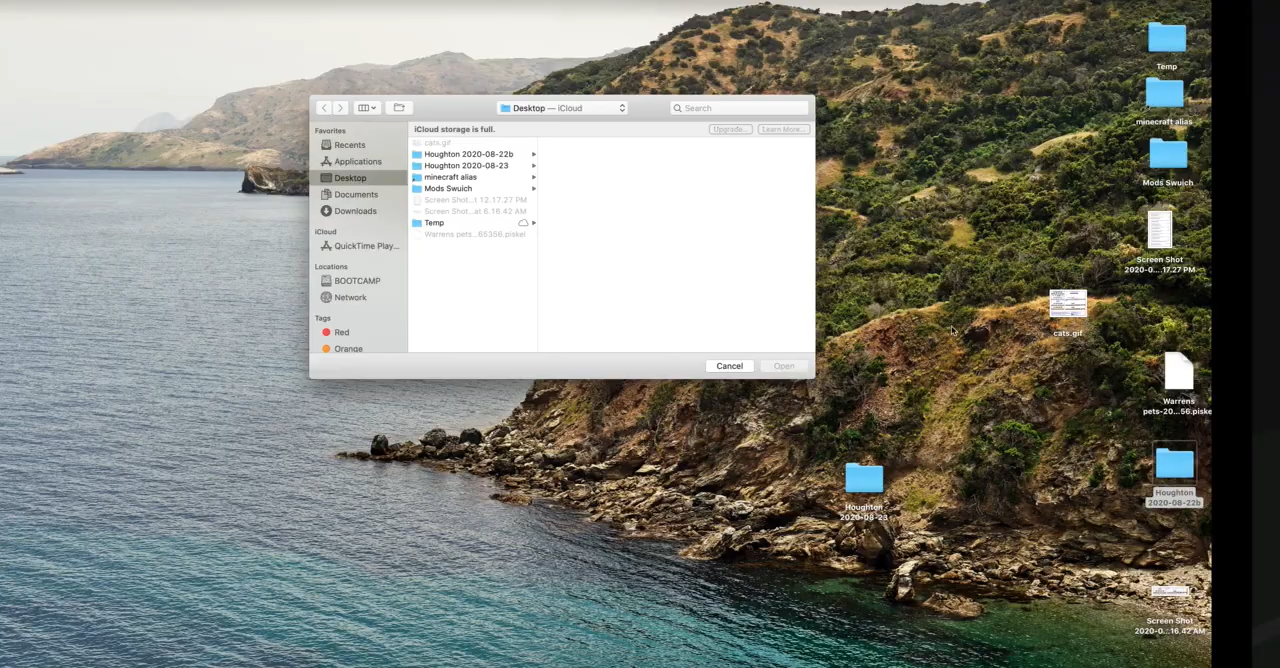 Desktop — iCloud
Search
Favorites
Recents
Applications
Desktop
Documents
Downloads
iCloud
QuickTime Play...
Locations
BOOTCAMP
Network
Tags
Red
Orange
iCloud storage is full.
Upgrade...
Learn More...
cats.gif
Houghton 2020-08-22b
Houghton 2020-08-23
minecraft alias
Mods Swuich
Screen Shot...t 12.17.27 PM
Screen Shot...at 6.16.42 AM
Temp
Warrens pets...65356.piskel
Cancel
Open
Temp
minecraft alias
Mods Swuich
Screen Shot
2020-0....17.27 PM
cats.gif
Warrens
pets-20...56.piske
Houghton
2020-08-22b
Houghton
2020-08-23
Screen Shot
2020-0...16.42 AM